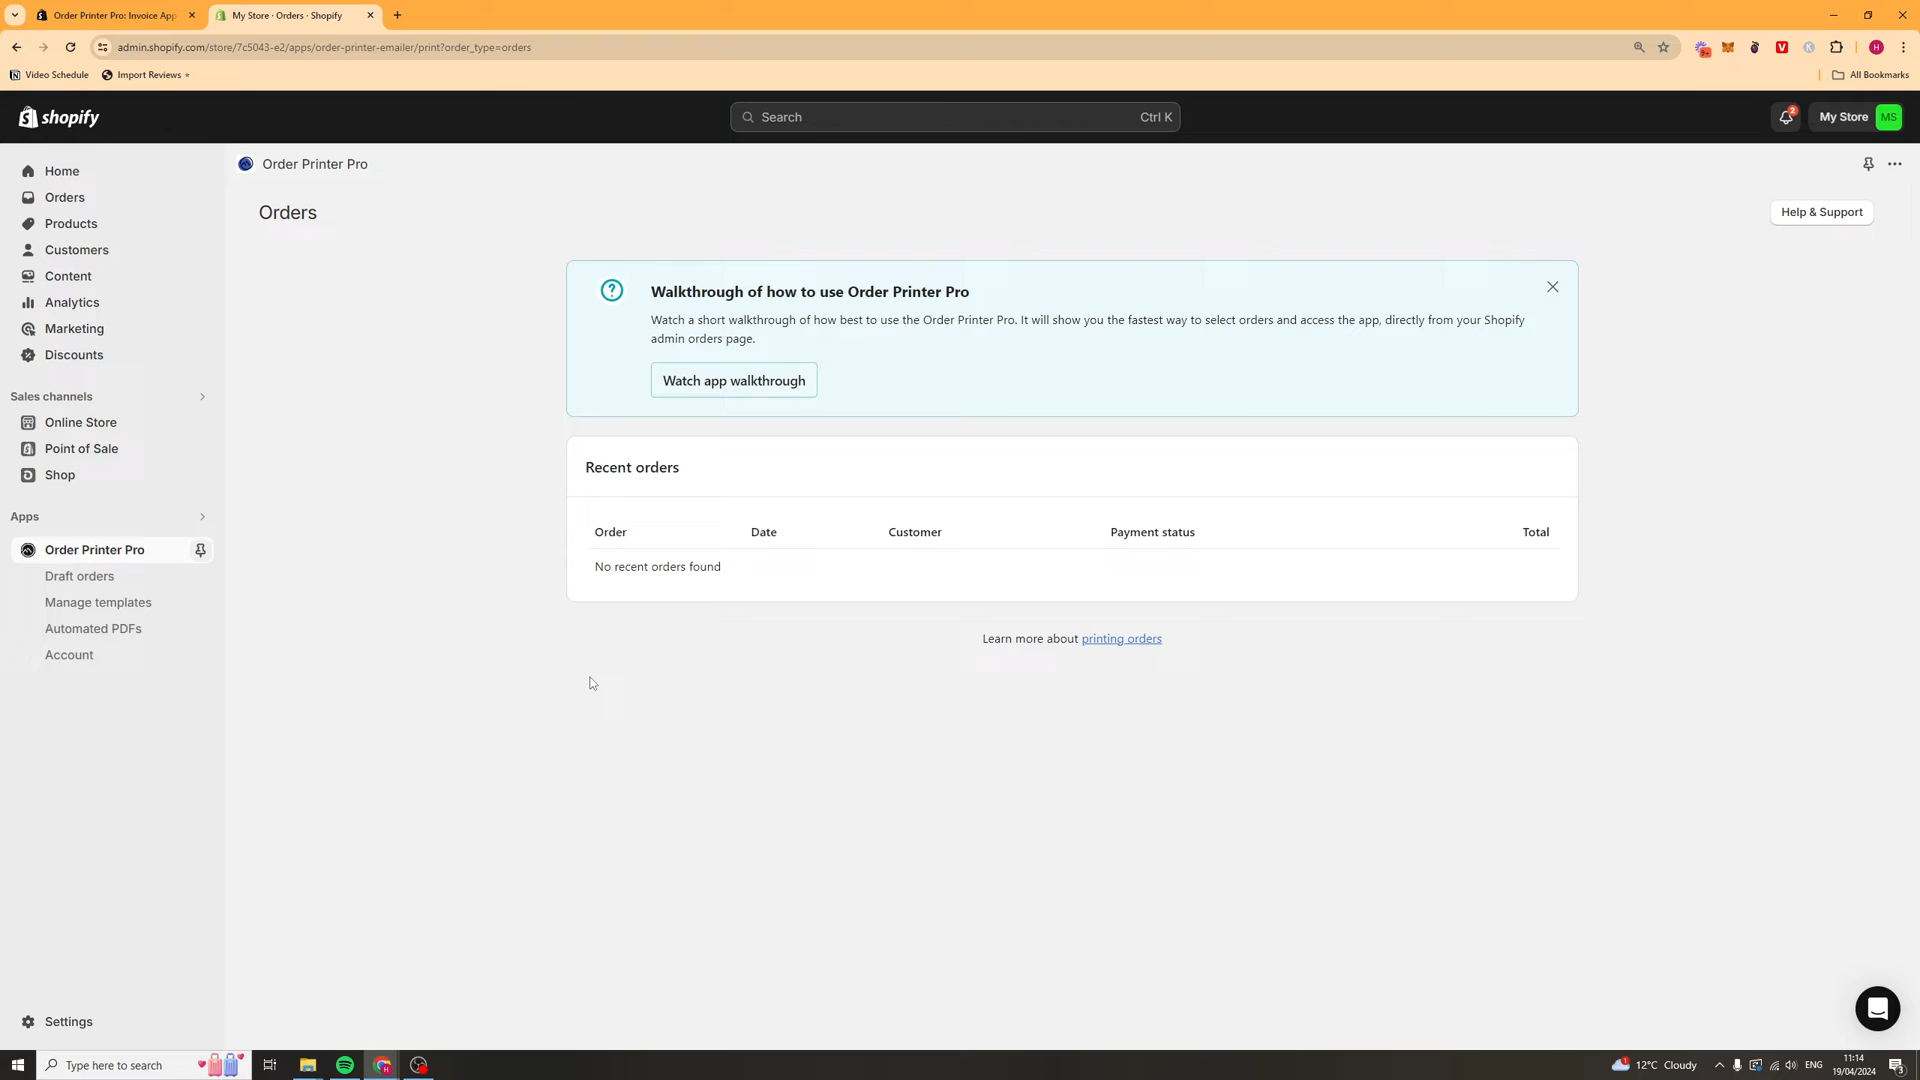 Order Printer Pro: Invoice App
My Store · Orders · Shopify
admin.shopify.com/store/7c5043-e2/apps/order-printer-emailer/print?order_type=orders
9+
V
K
H
Video Schedule
Import Reviews »
All Bookmarks
shopify
Search
Ctrl K
2
My Store
MS
Home
Orders
Products
Customers
Content
Analytics
Marketing
Discounts
Sales channels
Online Store
Point of Sale
Shop
Apps
Order Printer Pro
Draft orders
Manage templates
Automated PDFs
Account
Settings
Order Printer Pro
Orders
Help & Support
Walkthrough of how to use Order Printer Pro
Watch a short walkthrough of how best to use the Order Printer Pro. It will show you the fastest way to select orders and access the app, directly from your Shopify
admin orders page.
Watch app walkthrough
Recent orders
Order Date Customer Payment status Total
No recent orders found
Learn more about printing orders
Type here to search
1
12°C Cloudy
ENG
11:14
19/04/2024
3